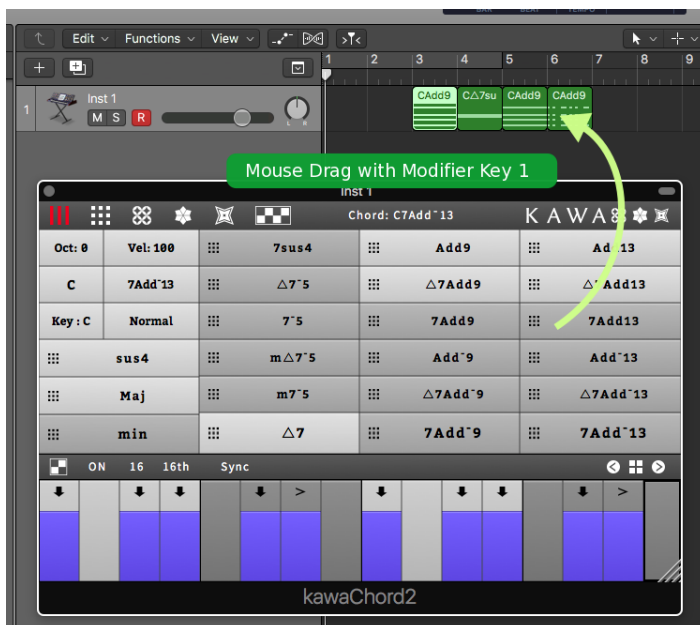 Edit Functions View
1 2 3 4 5 6 7 8 9
1 Inst 1 CAdd9 C△7su CAdd9 CAdd9
M S R L R
Mouse Drag with Modifier Key 1
Inst 1
Chord: C7Add¯13 KAWA
Oct: 0 Vel: 100 7sus4 Add9 Add13
C 7Add¯13 △7¯5 △7Add9 △7Add13
Key : C Normal 7¯5 7Add9 7Add13
sus4 m△7¯5 Add¯9 Add¯13
Maj m7¯5 △7Add¯9 △7Add¯13
min △7 7Add¯9 7Add¯13
ON 16 16th Sync
kawaChord2